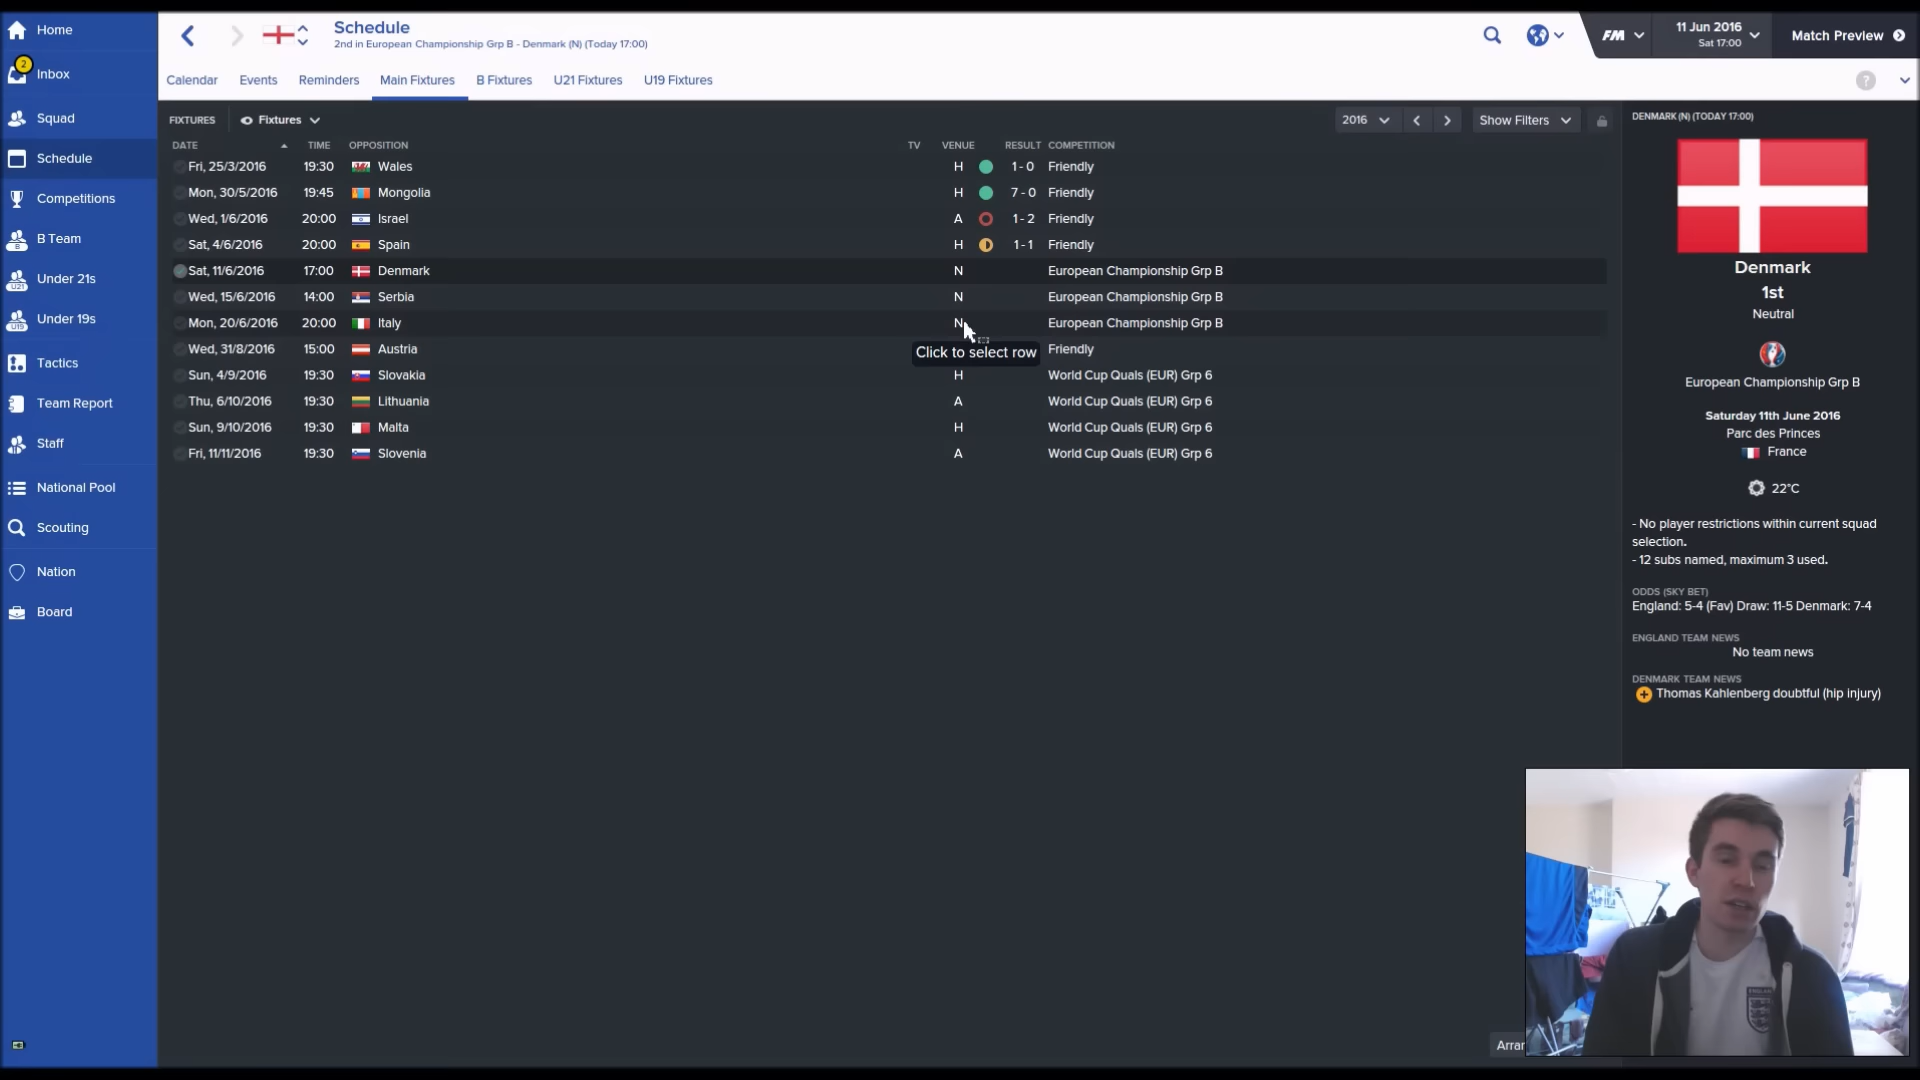 Home
2
Inbox
Squad
Schedule
Competitions
B Team
Under 21s
Under 19s
Tactics
Team Report
Staff
National Pool
Scouting
Nation
Board
Schedule
2nd in European Championship Grp B - Denmark (N) (Today 17:00)
FM
11 Jun 2016
Sat 17:00
Match Preview
Calendar Events Reminders Main Fixtures B Fixtures U21 Fixtures U19 Fixtures
?
FIXTURES Fixtures 2016 Show Filters
DATE TIME OPPOSITION TV VENUE RESULT COMPETITION
Fri, 25/3/2016 19:30 Wales H 1 - 0 Friendly
Mon, 30/5/2016 19:45 Mongolia H 7 - 0 Friendly
Wed, 1/6/2016 20:00 Israel A 1 - 2 Friendly
Sat, 4/6/2016 20:00 Spain H 1 - 1 Friendly
Sat, 11/6/2016 17:00 Denmark N European Championship Grp B
Wed, 15/6/2016 14:00 Serbia N European Championship Grp B
Mon, 20/6/2016 20:00 Italy N European Championship Grp B
Wed, 31/8/2016 15:00 Austria Friendly
Click to select row
Sun, 4/9/2016 19:30 Slovakia H World Cup Quals (EUR) Grp 6
Thu, 6/10/2016 19:30 Lithuania A World Cup Quals (EUR) Grp 6
Sun, 9/10/2016 19:30 Malta H World Cup Quals (EUR) Grp 6
Fri, 11/11/2016 19:30 Slovenia A World Cup Quals (EUR) Grp 6
DENMARK (N) (TODAY 17:00)
Denmark
1st
Neutral
European Championship Grp B
Saturday 11th June 2016
Parc des Princes
France
22°C
- No player restrictions within current squad
selection.
- 12 subs named, maximum 3 used.
ODDS (SKY BET)
England: 5-4 (Fav) Draw: 11-5 Denmark: 7-4
ENGLAND TEAM NEWS
No team news
DENMARK TEAM NEWS
Thomas Kahlenberg doubtful (hip injury)
Arran
ENGLAND